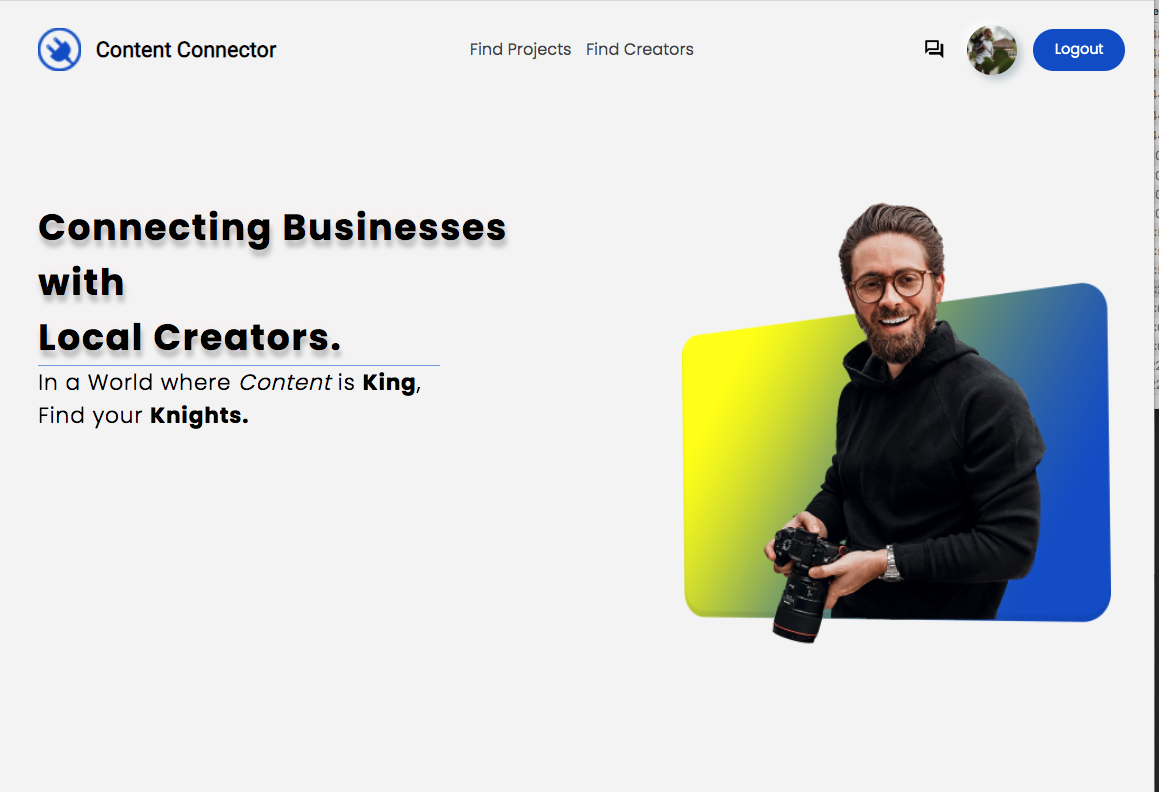 Content Connector
Find Projects Find Creators
Logout
Connecting Businesses
with
Local Creators.
In a World where Content is King,
Find your Knights.